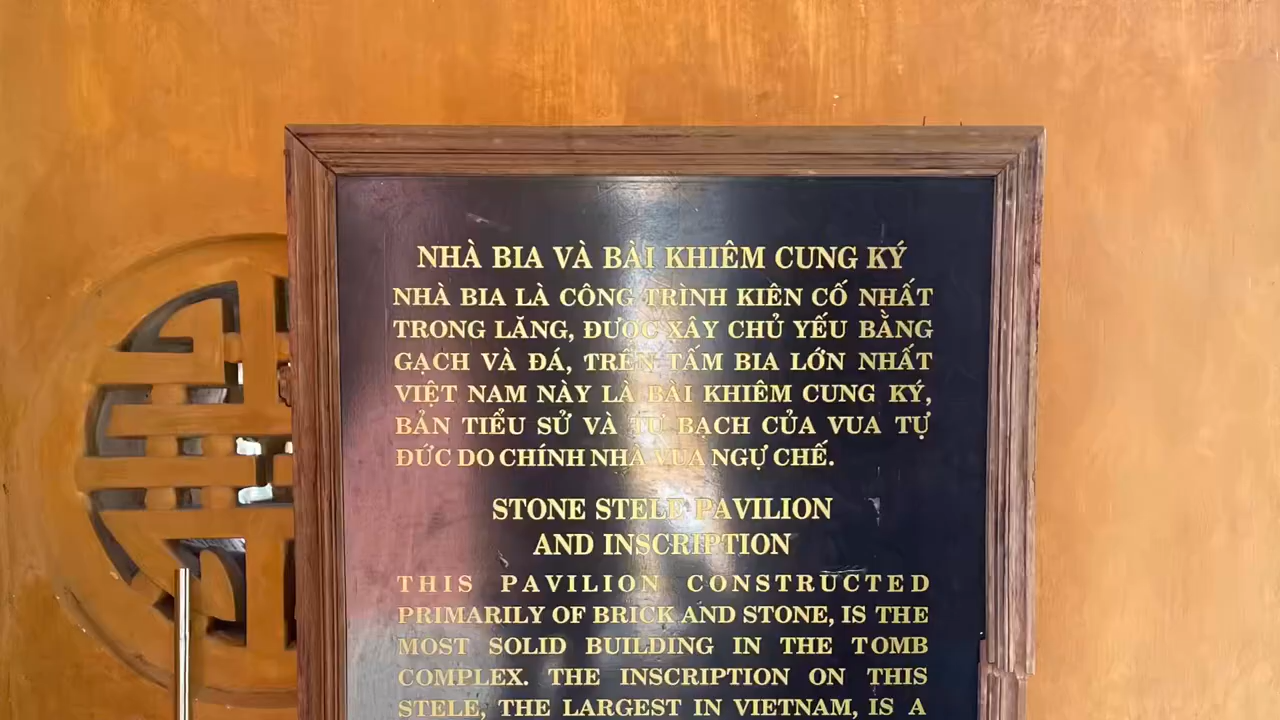 NHÀ BIA VÀ BÀI KHIÊM CUNG KÝ
NHÀ BIA LÀ CÔNG TRÌNH KIÊN CỐ NHẤT
TRONG LĂNG, ĐƯỢC XÂY CHỦ YẾU BẰNG
GẠCH VÀ ĐÁ, TRÊN TẤM BIA LỚN NHẤT
VIỆT NAM NÀY LÀ BÀI KHIÊM CUNG KÝ,
BẢN TIỂU SỬ VÀ TỰ BẠCH CỦA VUA TỰ
ĐỨC DO CHÍNH NHÀ VUA NGỰ CHẾ.
STONE STELE PAVILION
AND INSCRIPTION
THIS PAVILION CONSTRUCTED
PRIMARILY OF BRICK AND STONE, IS THE
MOST SOLID BUILDING IN THE TOMB
COMPLEX. THE INSCRIPTION ON THIS
STELE, THE LARGEST IN VIETNAM, IS A